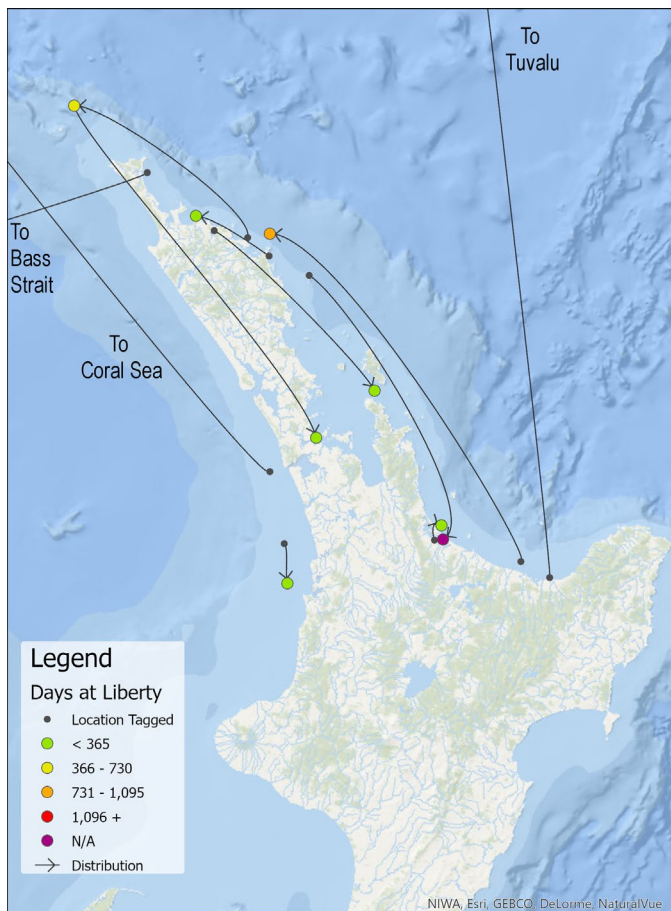 To
Tuvalu
To
Bass
Strait
To
Coral Sea
Legend
Days at Liberty
Location Tagged
< 365
366 - 730
731 - 1,095
1,096 +
N/A
Distribution
NIWA, Esri, GEBCO, DeLorme, NaturalVue